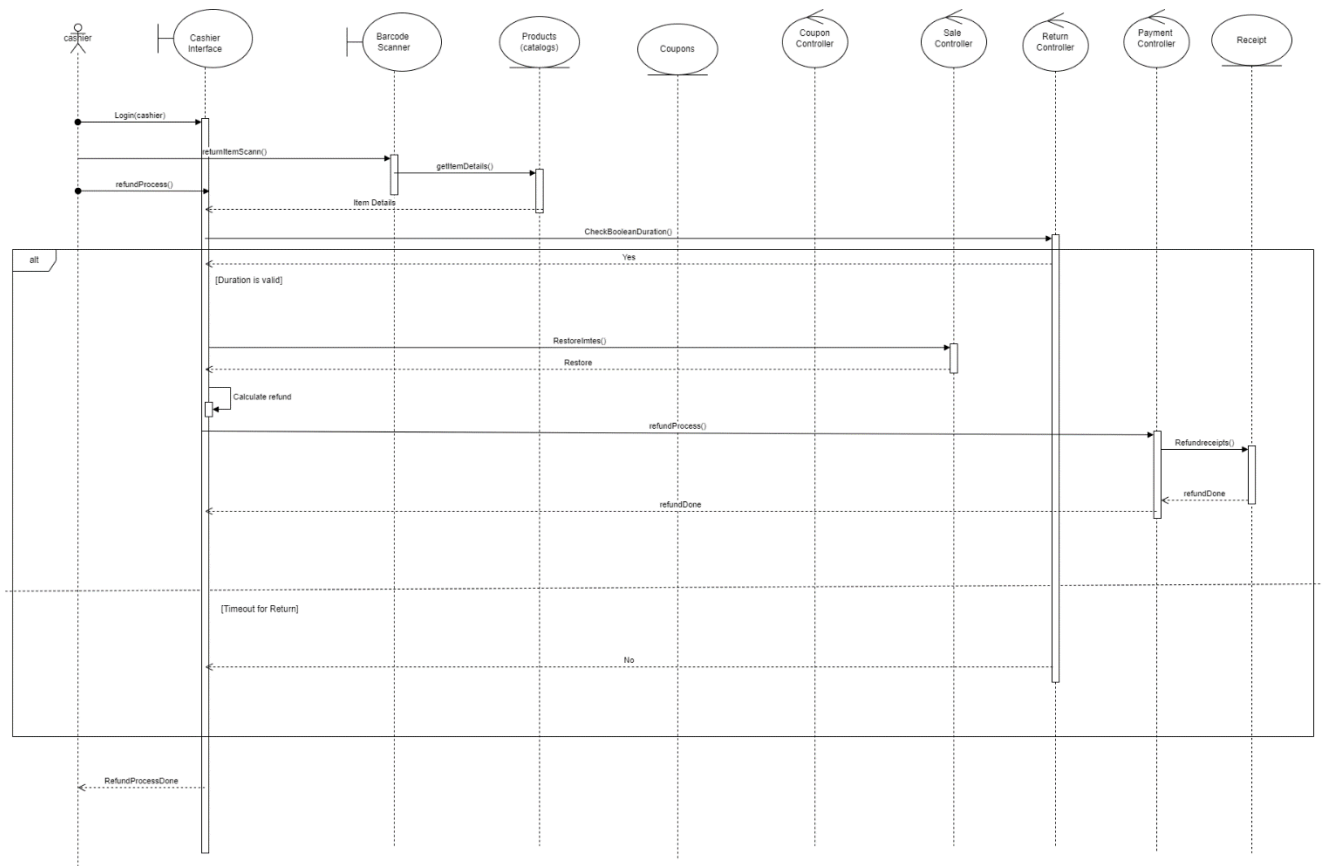 cashier
Cashier
Interface
Barcode
Scanner
Products
(catalogs)
Coupons
Coupon
Controller
Sale
Controller
Return
Controller
Payment
Controller
Receipt
Login(cashier)
returnItemScann()
getItemDetails()
refundProcess()
Item Details
CheckBooleanDuration()
alt
Yes
[Duration is valid]
RestoreImtes()
Restore
Calculate refund
refundProcess()
Refundreceipts()
refundDone
refundDone
[Timeout for Return]
No
RefundProcessDone